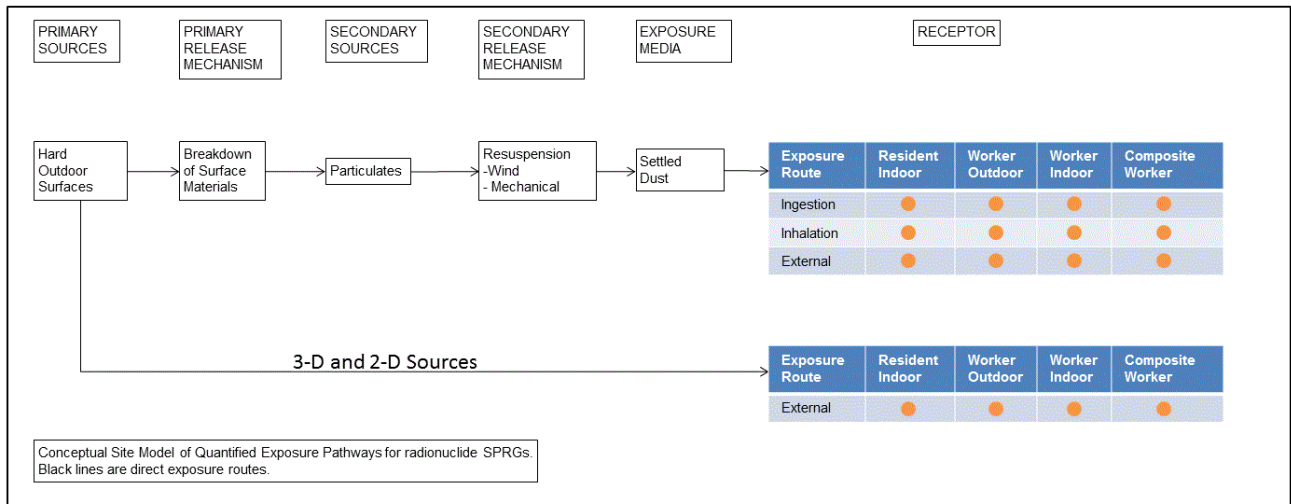 PRIMARY
SOURCES
PRIMARY
RELEASE
MECHANISM
SECONDARY
SOURCES
SECONDARY
RELEASE
MECHANISM
EXPOSURE
MEDIA
RECEPTOR
Hard
Outdoor
Surfaces
Breakdown
of Surface
Materials
Particulates
Resuspension
-Wind
- Mechanical
Settled
Dust
Exposure Route Resident Indoor Worker Outdoor Worker Indoor Composite Worker
Ingestion
Inhalation
External
3-D and 2-D Sources
Exposure Route Resident Indoor Worker Outdoor Worker Indoor Composite Worker
External
Conceptual Site Model of Quantified Exposure Pathways for radionuclide SPRGs.
Black lines are direct exposure routes.